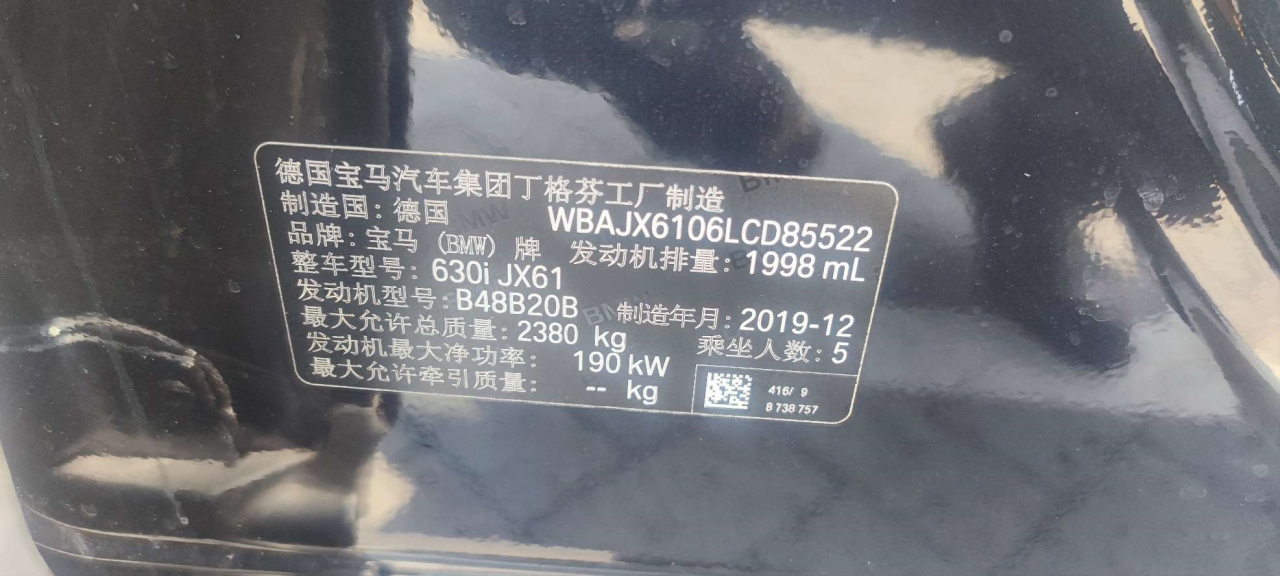 德国宝马汽车集团丁格芬工厂制造
制造国：德国 WBAJX6106LCD85522
品牌：宝马（BMW）牌 发动机排量：1998 mL
整车型号：630i JX61
发动机型号：B48B20B 制造年月：2019-12
最大允许总质量：2380 kg 乘坐人数：5
发动机最大净功率： 190 kW
最大允许牵引质量： -- kg
416/ 9
8 738 757
BMW
BMW
BMW